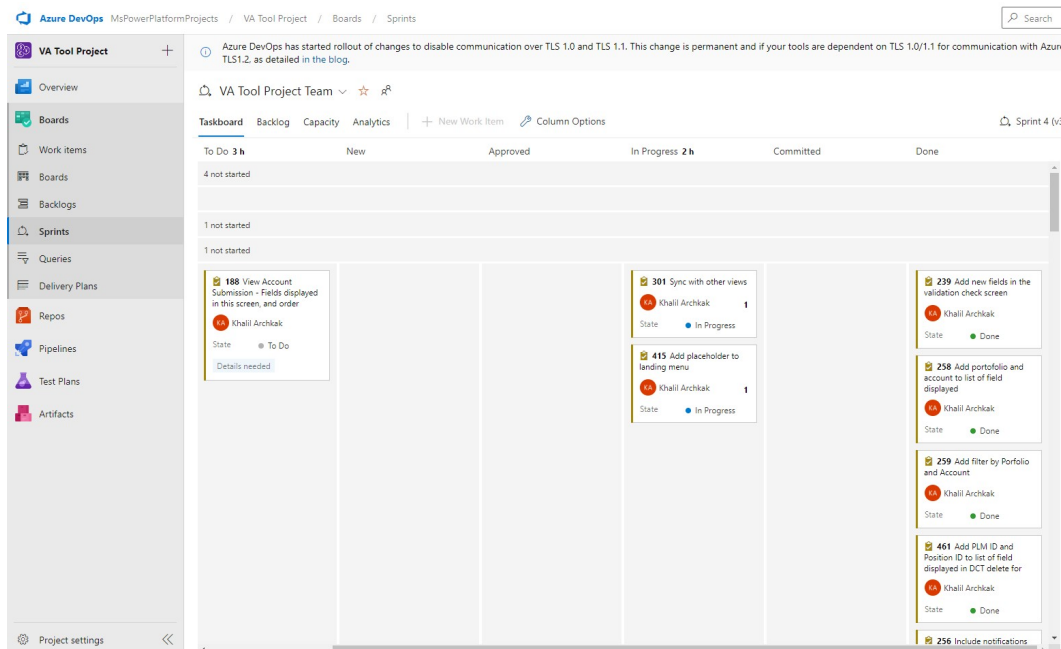 Azure DevOps MsPowerPlatformProjects / VA Tool Project / Boards / Sprints
Search
VA Tool Project
Azure DevOps has started rollout of changes to disable communication over TLS 1.0 and TLS 1.1. This change is permanent and if your tools are dependent on TLS 1.0/1.1 for communication with Azure
TLS1.2, as detailed in the blog.
Overview
Boards
Work items
Boards
Backlogs
Sprints
Queries
Delivery Plans
Repos
Pipelines
Test Plans
Artifacts
Project settings
VA Tool Project Team
Taskboard Backlog Capacity Analytics New Work Item Column Options
Sprint 4
To Do 3 h New Approved In Progress 2 h Committed Done
4 not started
1 not started
1 not started
188 View Account
Submission - Fields displayed
in this screen, and order
KA Khalil Archkak
State To Do
Details needed
301 Sync with other views
KA Khalil Archkak 1
State In Progress
415 Add placeholder to
landing menu
KA Khalil Archkak 1
State In Progress
239 Add new fields in the
validation check screen
KA Khalil Archkak
State Done
258 Add portofolio and
account to list of field
displayed
KA Khalil Archkak
State Done
259 Add filter by Porfolio
and Account
KA Khalil Archkak
State Done
461 Add PLM ID and
Position ID to list of field
displayed in DCT delete for
KA Khalil Archkak
State Done
256 Include notifications